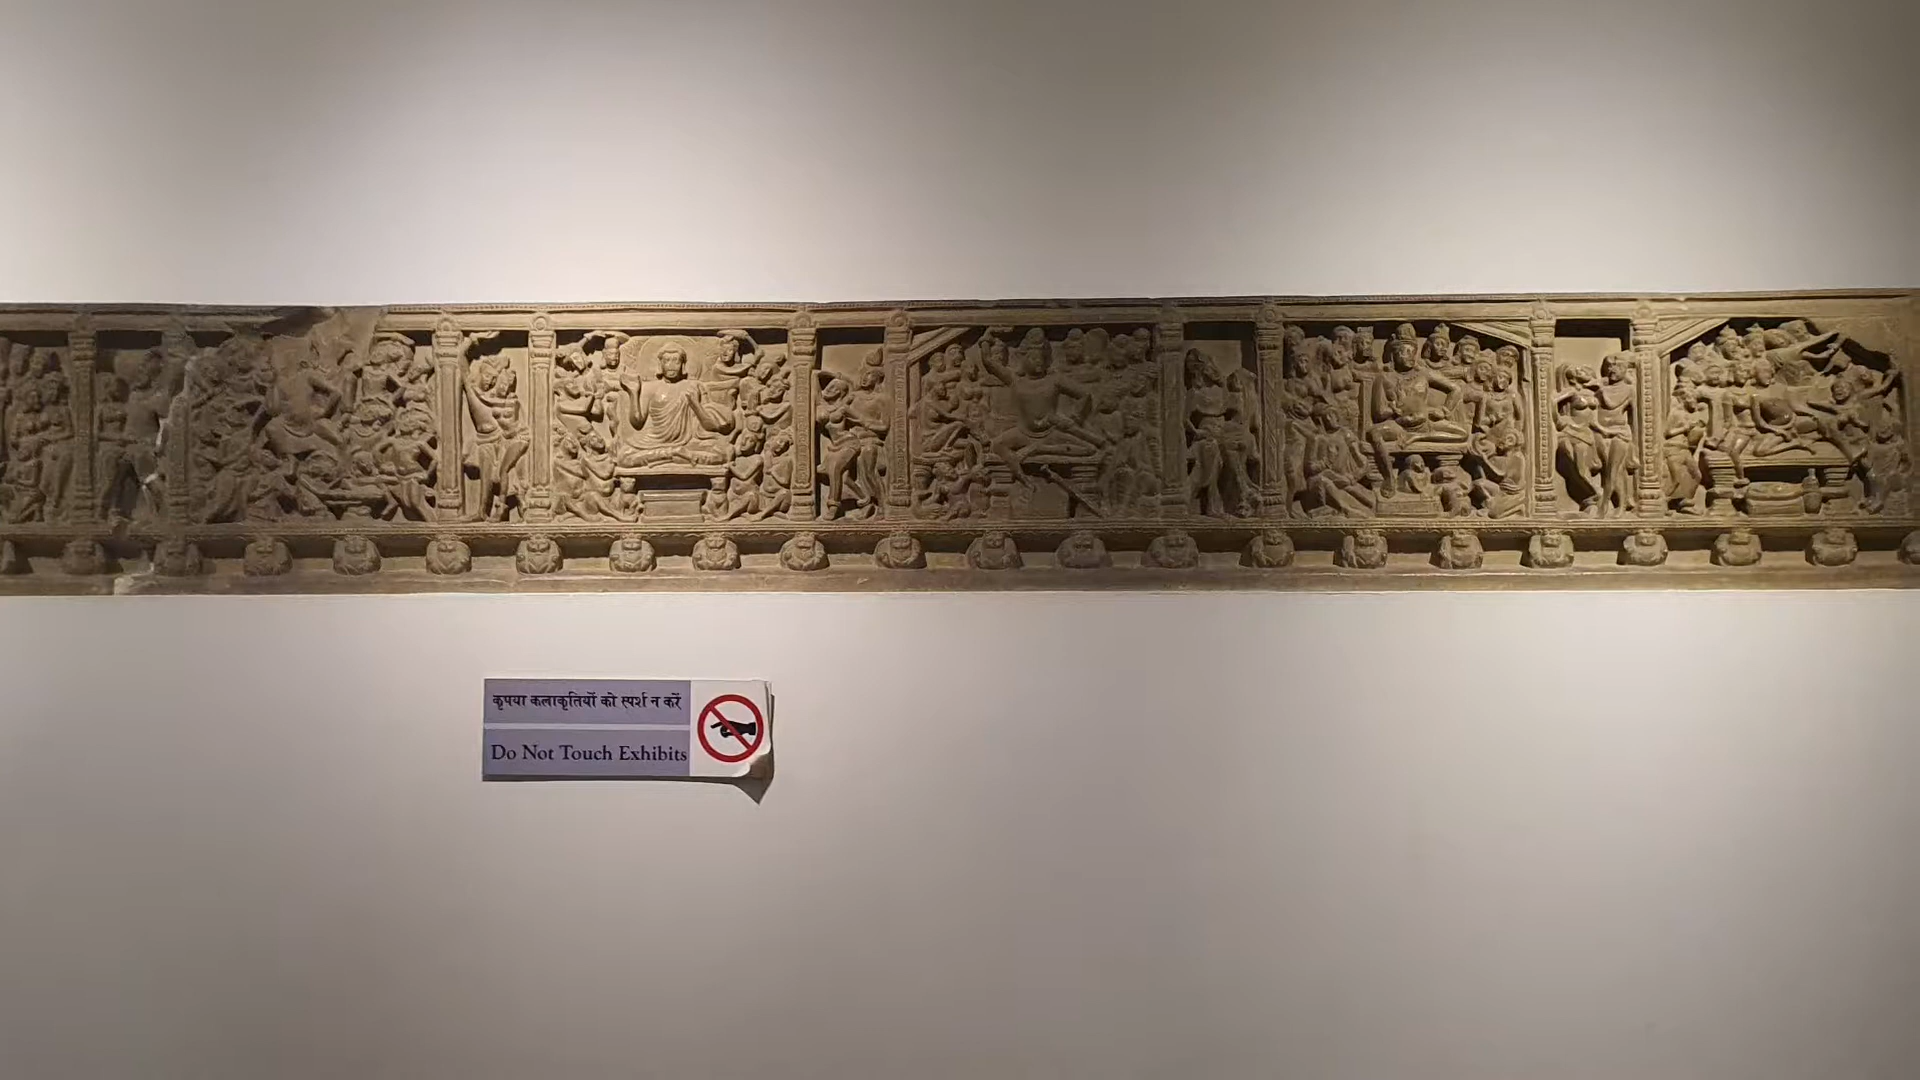 कृपया कलाकृतियों को स्पर्श न करें
Do Not Touch Exhibits